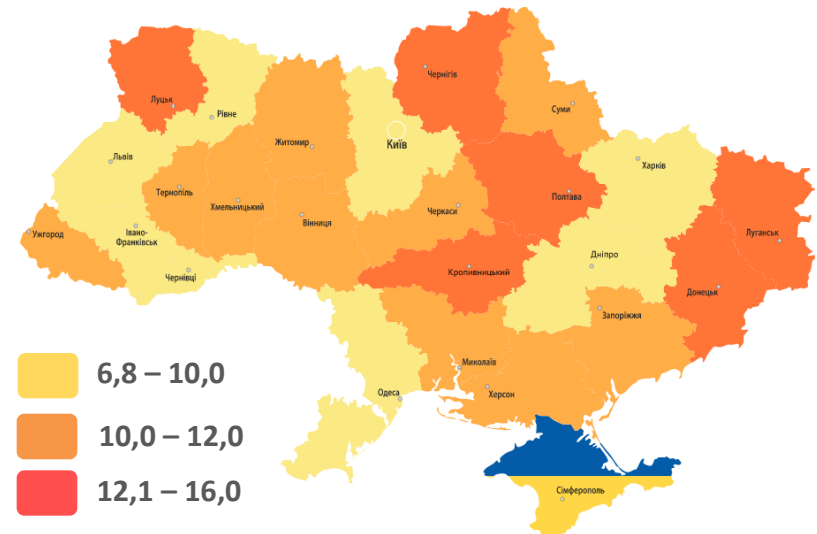 Чернігів
Луцьк
Суми
Рівне
Житомир
Київ
Львів
Харків
Тернопіль
Полтава
Хмельницький
Черкаси
Вінниця
Ужгород
Івано-
Франківськ
Луганськ
Дніпро
Чернівці
Кропивницький
Донецьк
Запоріжжя
Миколаїв
6,8 – 10,0
Одеса
Херсон
10,0 – 12,0
12,1 – 16,0
Сімферополь